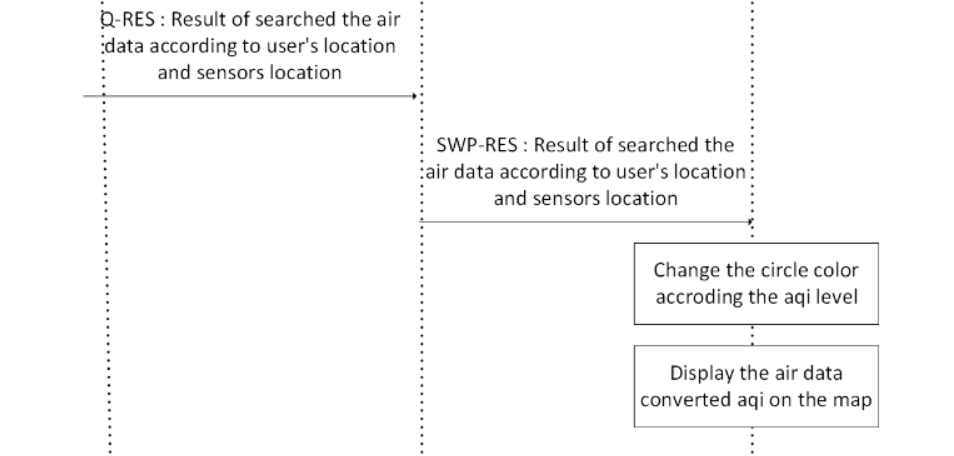 Q-RES : Result of searched the air
data according to user's location
and sensors location
SWP-RES : Result of searched the
air data according to user's location
and sensors location
Change the circle color
accroding the aqi level
Display the air data
converted aqi on the map